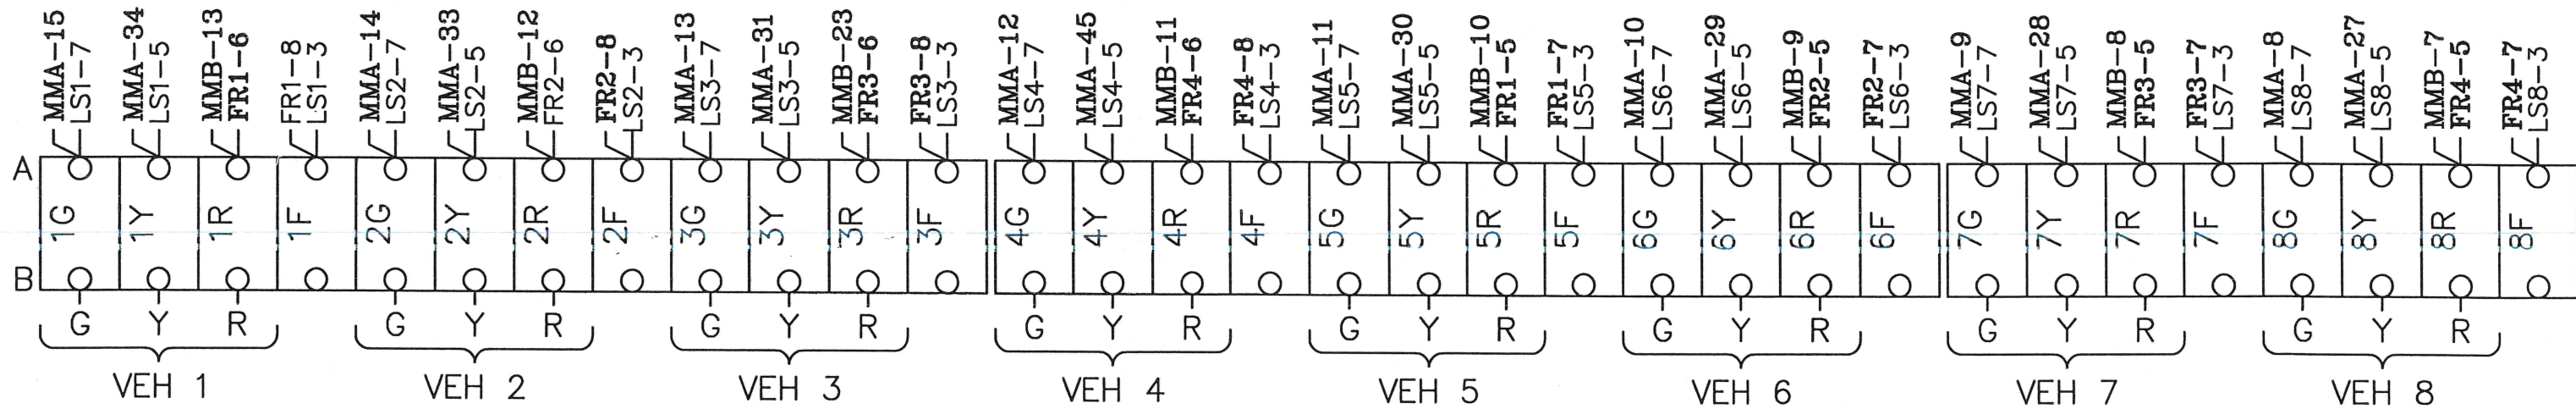 MMA-15
LS1-7
MMA-34
LS1-5
MMB-13
FR1-6
FR1-8
LS1-3
MMA-14
LS2-7
MMA-33
LS2-5
MMB-12
FR2-6
FR2-8
LS2-3
MMA-13
LS3-7
MMA-31
LS3-5
MMB-23
FR3-6
FR3-8
LS3-3
MMA-12
LS4-7
MMA-45
LS4-5
MMB-11
FR4-6
FR4-8
LS4-3
MMA-11
LS5-7
MMA-30
LS5-5
MMB-10
FR1-5
FR1-7
LS5-3
MMA-10
LS6-7
MMA-29
LS6-5
MMB-9
FR2-5
FR2-7
LS6-3
MMA-9
LS7-7
MMA-28
LS7-5
MMB-8
FR3-5
FR3-7
LS7-3
MMA-8
LS8-7
MMA-27
LS8-5
MMB-7
FR4-5
FR4-7
LS8-3
A
1G 1Y 1R 1F 2G 2Y 2R 2F 3G 3Y 3R 3F 4G 4Y 4R 4F 5G 5Y 5R 5F 6G 6Y 6R 6F 7G 7Y 7R 7F 8G 8Y 8R 8F
B
G Y R G Y R G Y R G Y R G Y R G Y R G Y R G Y R
VEH 1 VEH 2 VEH 3 VEH 4 VEH 5 VEH 6 VEH 7 VEH 8